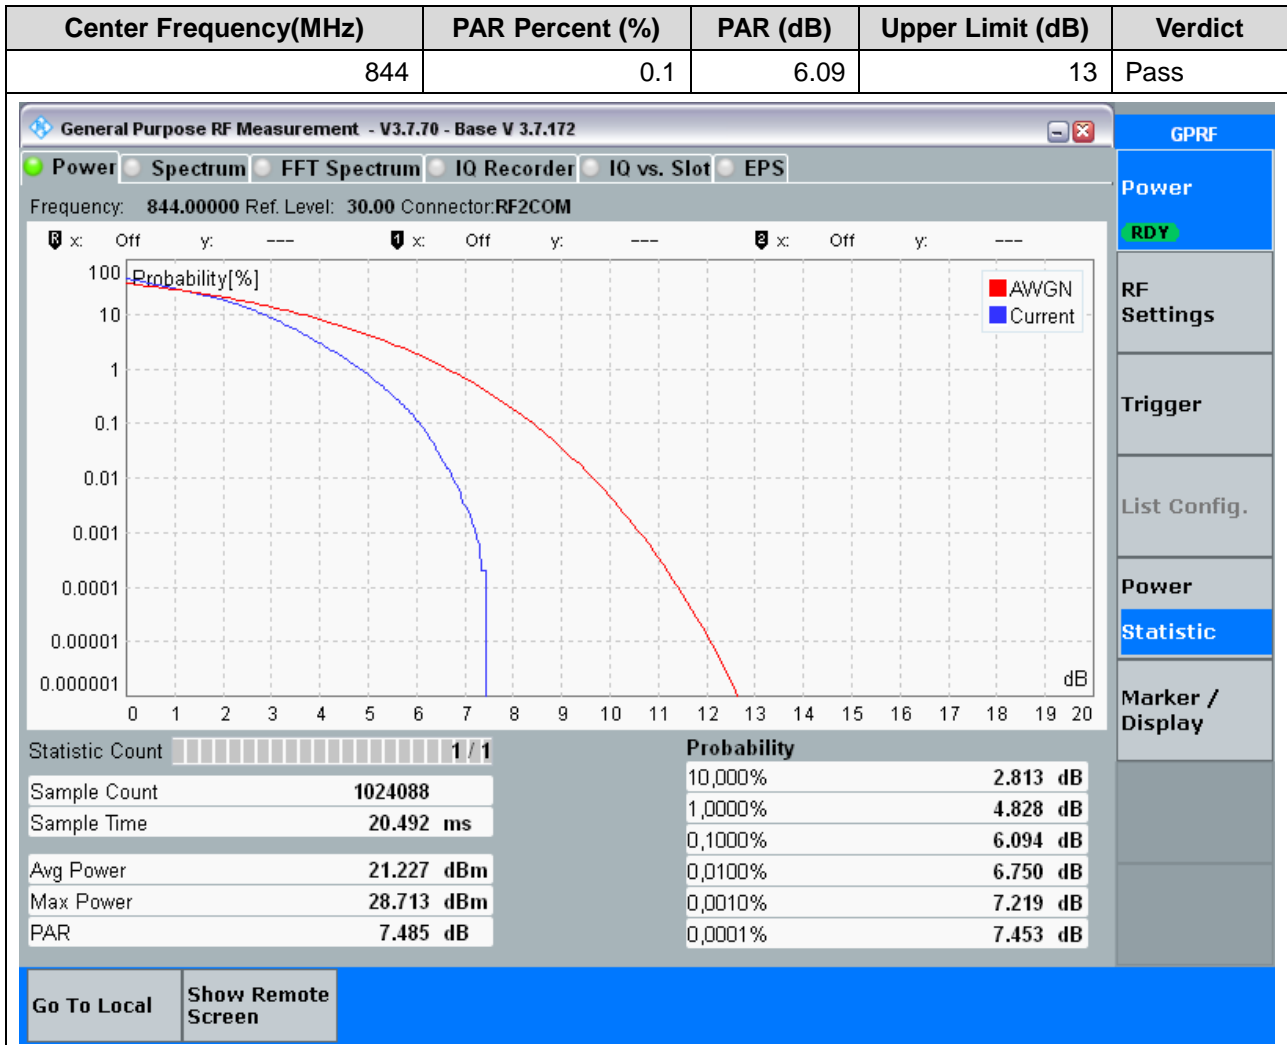 Center Frequency(MHz) PAR Percent (%) PAR (dB) Upper Limit (dB) Verdict
844 0.1 6.09 13 Pass
General Purpose RF Measurement - V3.7.70 - Base V 3.7.172
GPRF
Power Spectrum FFT Spectrum IQ Recorder IQ vs. Slot EPS
Power
RDY
Frequency: 844.00000 Ref. Level: 30.00 Connector:RF2COM
R x: Off y: --- 1 x: Off y: --- 2 x: Off y: ---
Probability[%]
100
10
1
0.1
0.01
0.001
0.0001
0.00001
0.000001
AWGN
Current
dB
0 1 2 3 4 5 6 7 8 9 10 11 12 13 14 15 16 17 18 19 20
RF
Settings
Trigger
List Config.
Power
Statistic
Marker /
Display
Statistic Count 1 / 1
Sample Count 1024088
Sample Time 20.492 ms
Avg Power 21.227 dBm
Max Power 28.713 dBm
PAR 7.485 dB
Probability
10,000% 2.813 dB
1,0000% 4.828 dB
0,1000% 6.094 dB
0,0100% 6.750 dB
0,0010% 7.219 dB
0,0001% 7.453 dB
Go To Local
Show Remote
Screen